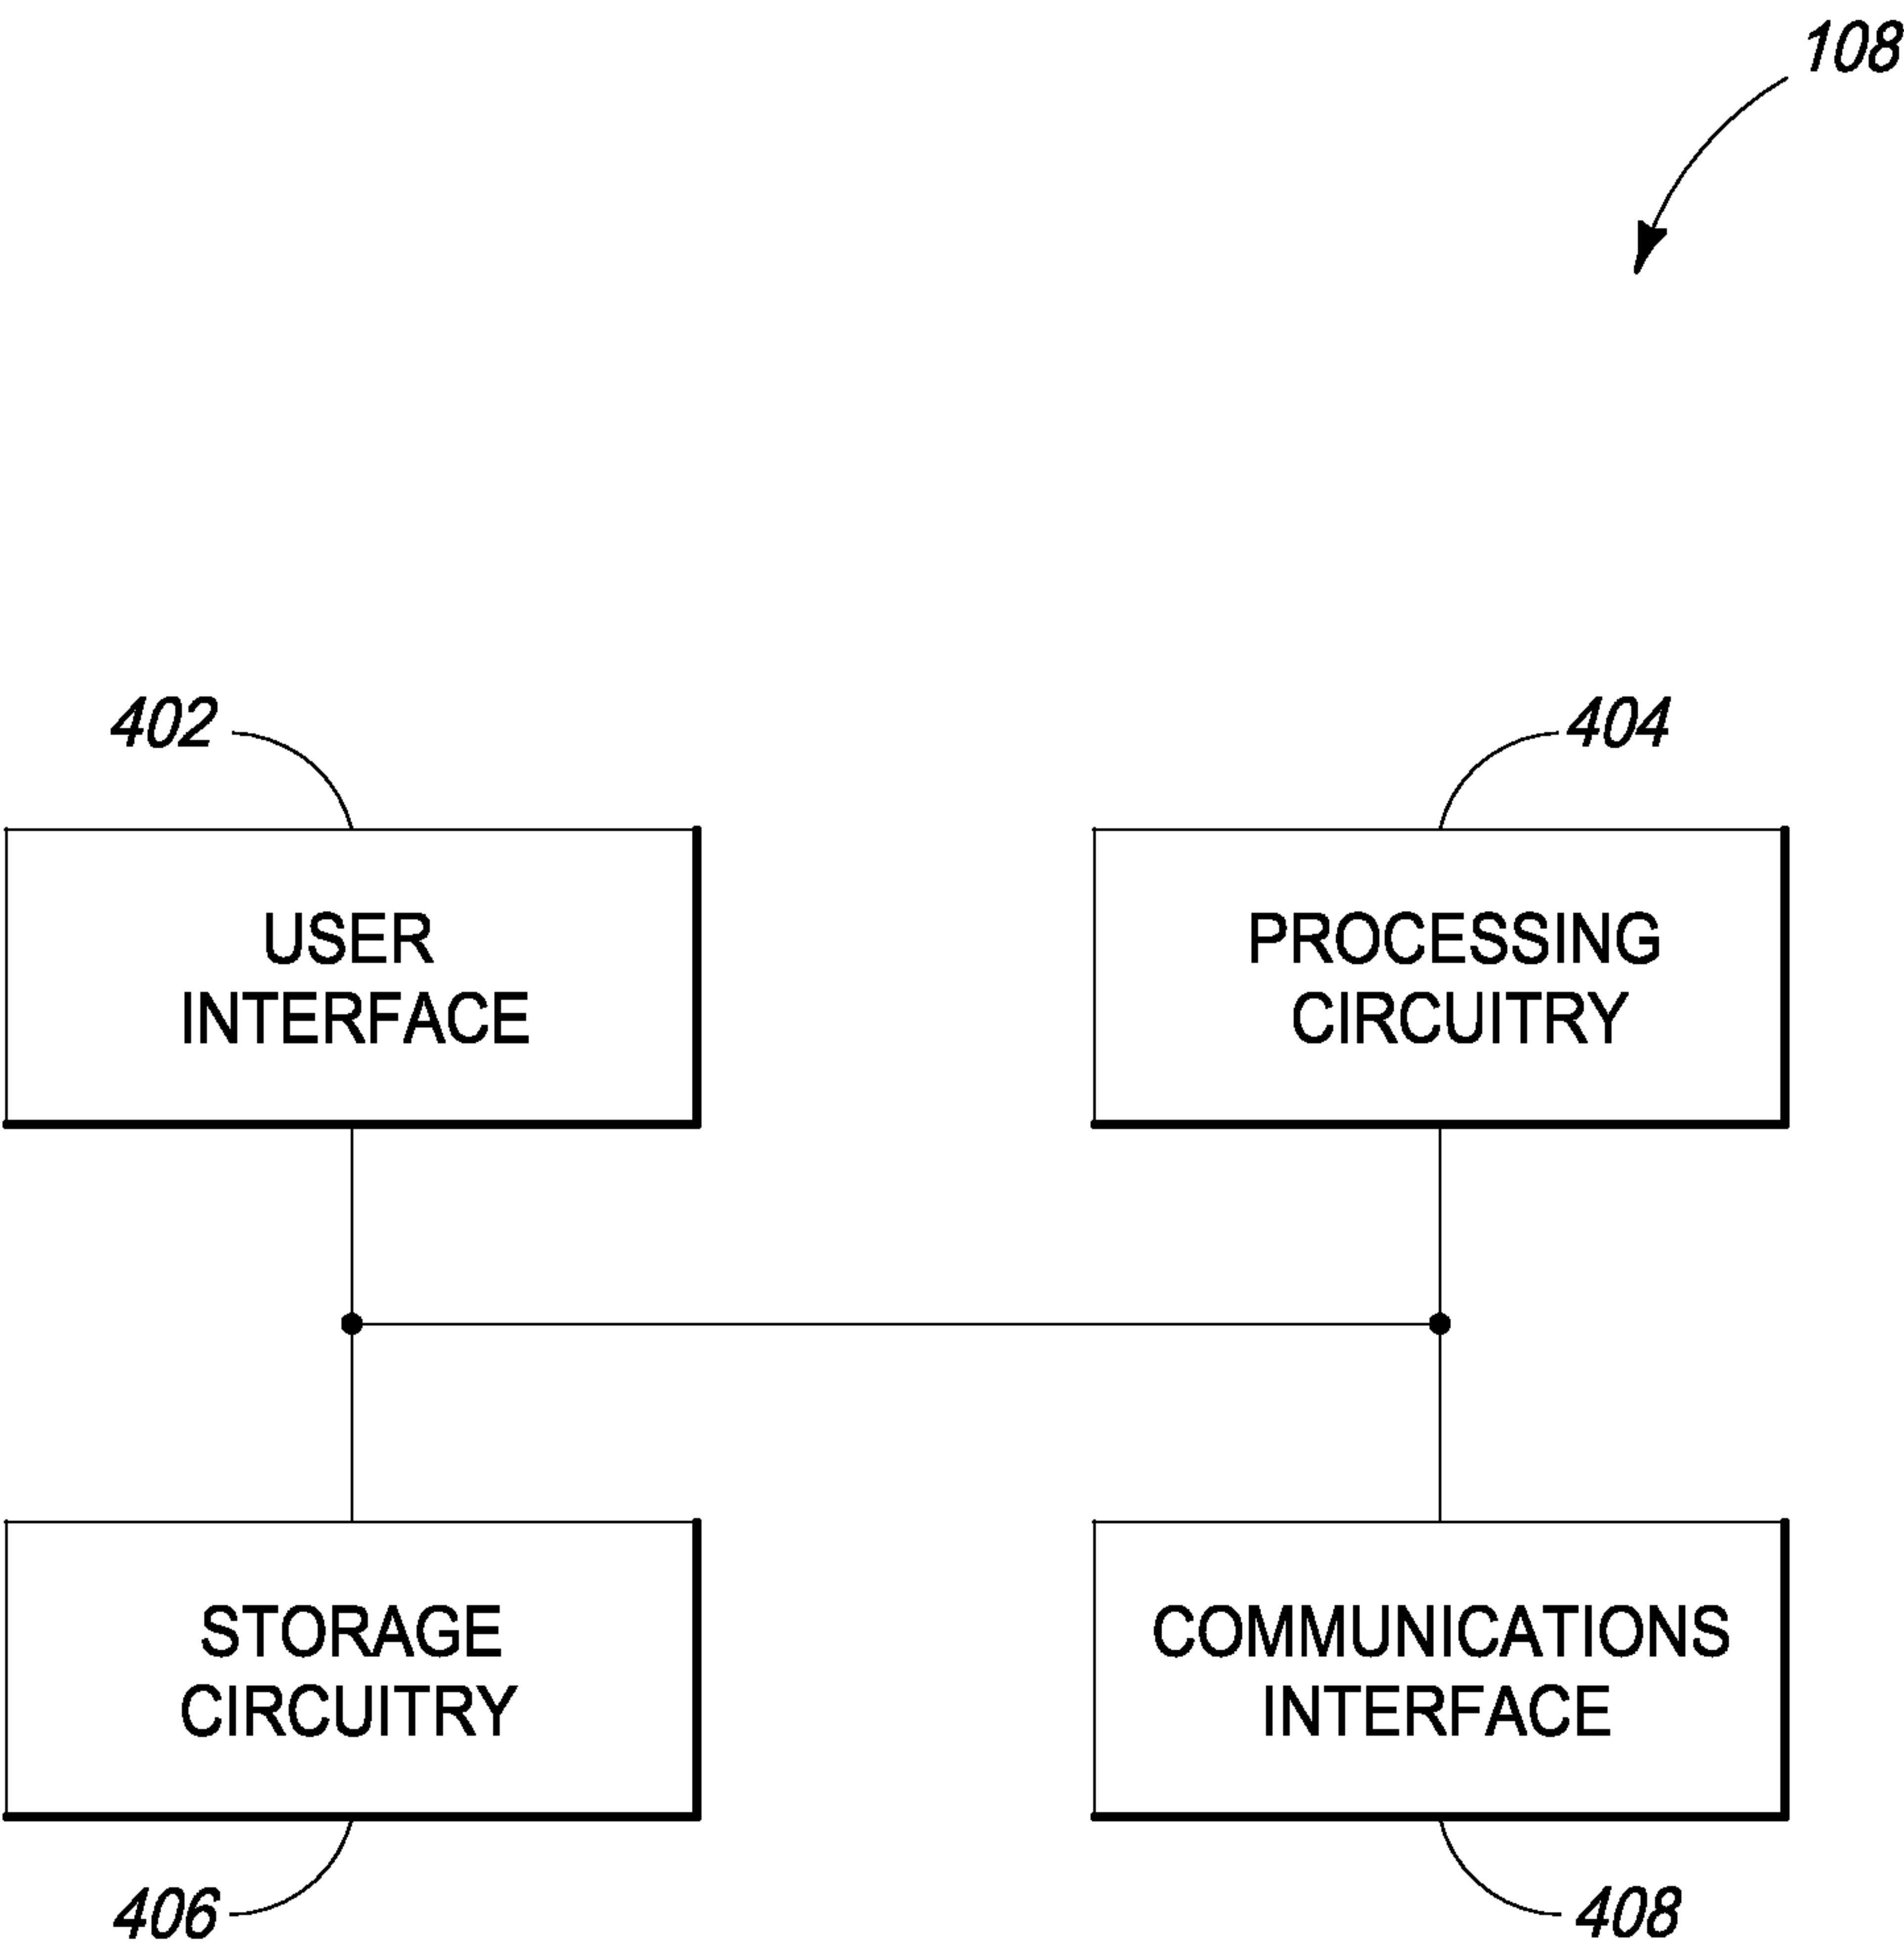 108
402
404
USER
INTERFACE
PROCESSING
CIRCUITRY
STORAGE
CIRCUITRY
COMMUNICATIONS
INTERFACE
406
408